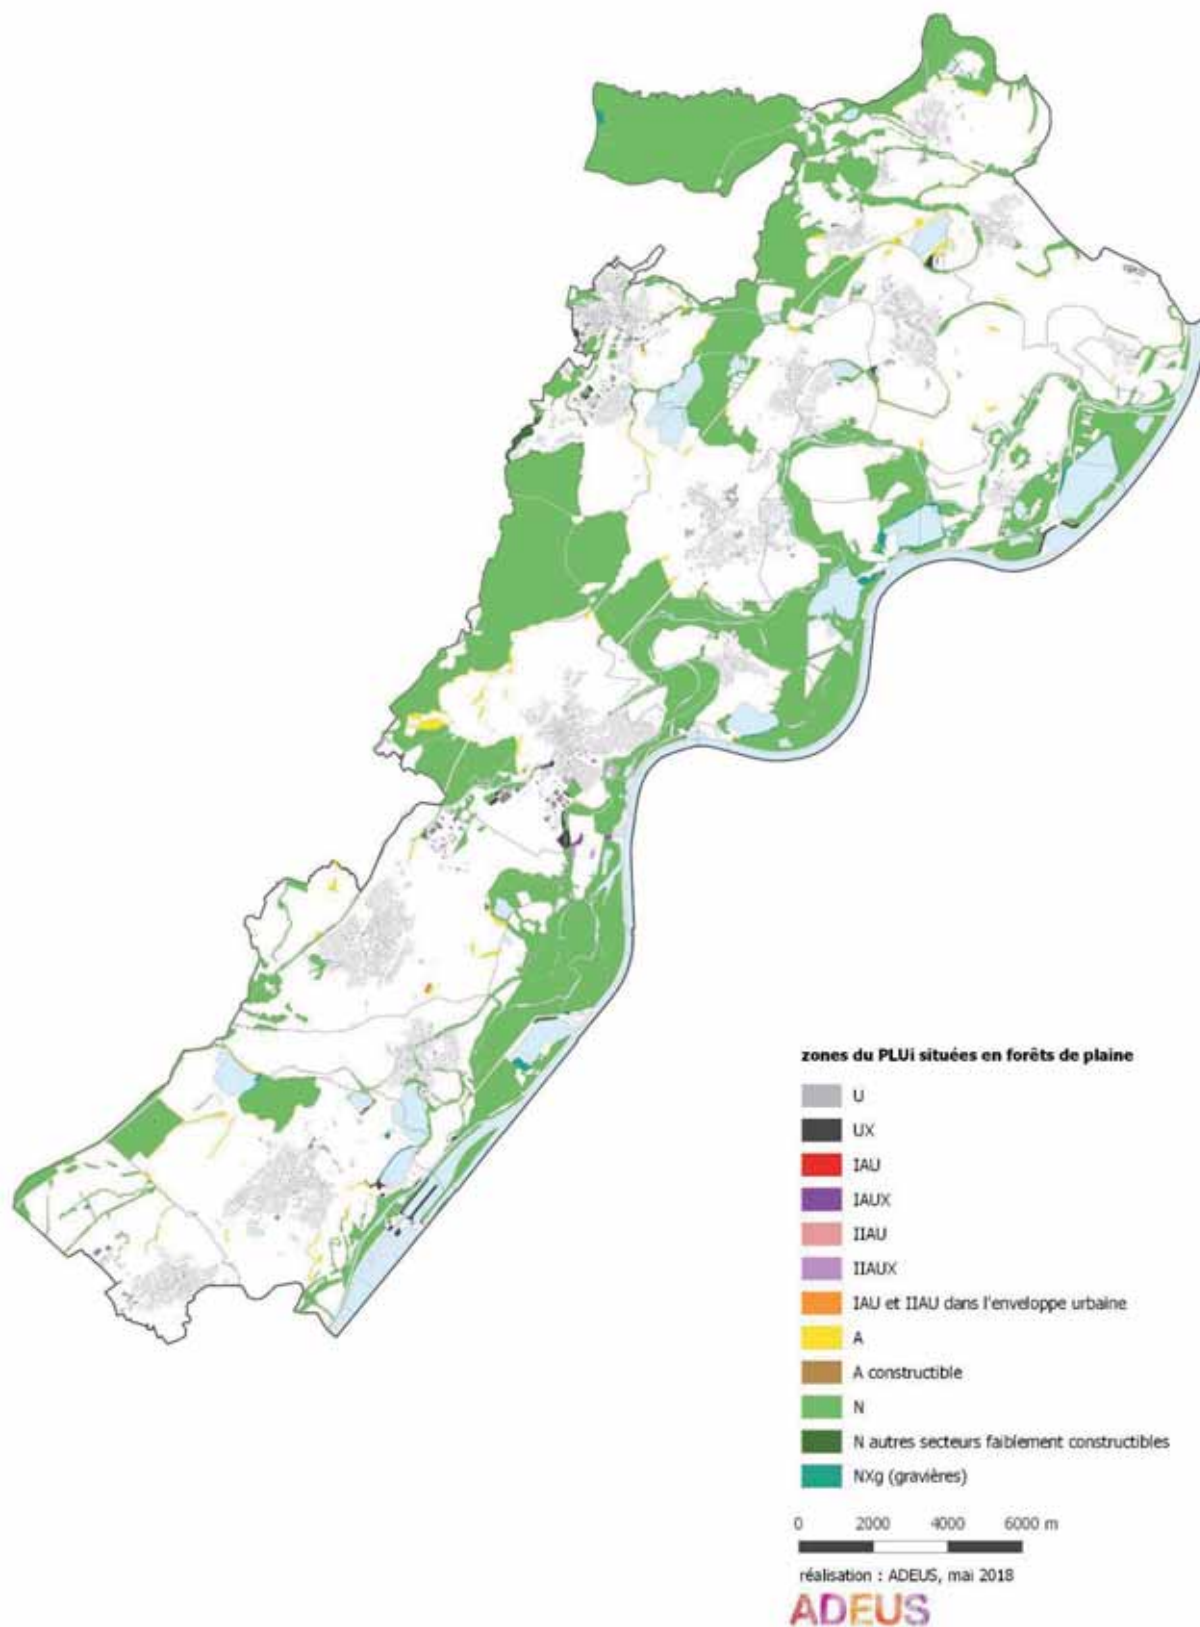 zones du PLUi situées en forêts de plaine
U
UX
IAU
IAUX
IIAU
IIAUX
IAU et IIAU dans l'enveloppe urbaine
A
A constructible
N
N autres secteurs faiblement constructibles
NXg (gravières)
0 2000 4000 6000 m
réalisation : ADEUS, mai 2018
ADEUS